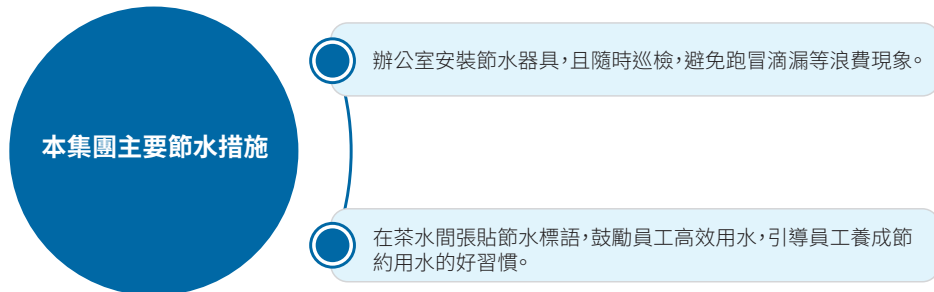 本集團主要節水措施
辦公室安裝節水器具，且隨時巡檢，避免跑冒滴漏等浪費現象。
在茶水間張貼節水標語，鼓勵員工高效用水，引導員工養成節
約用水的好習慣。